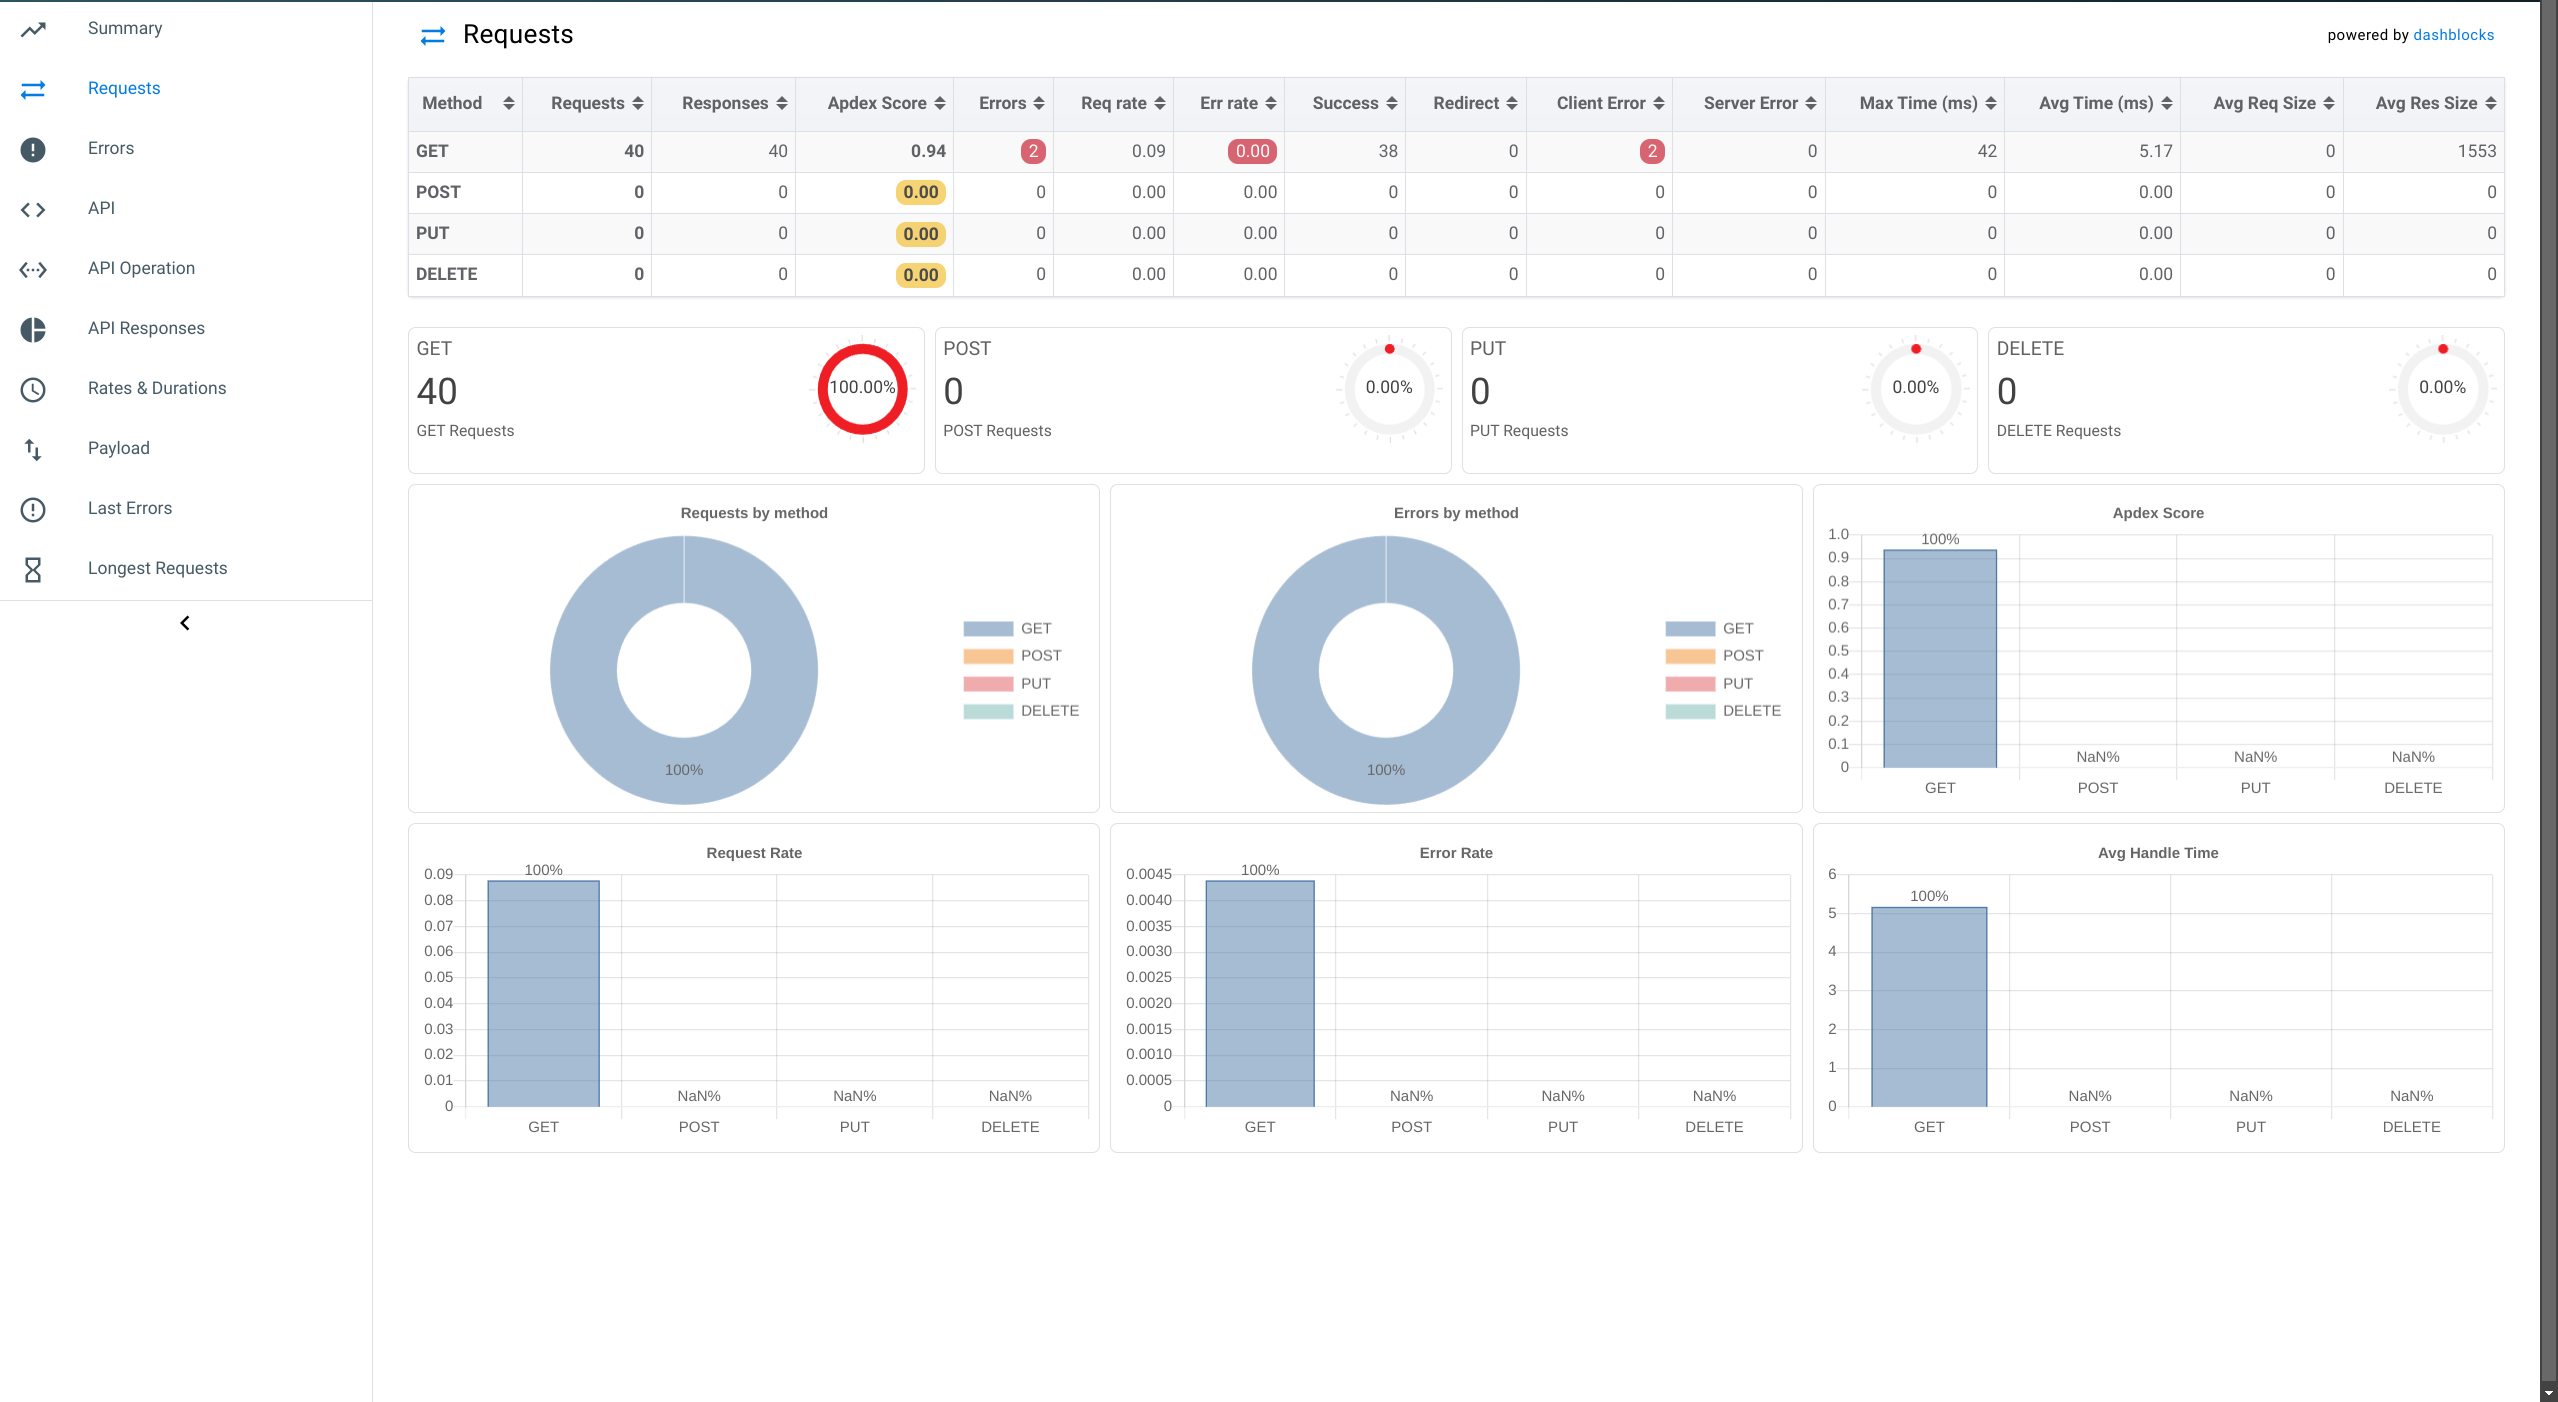 Summary
Requests
Errors
API
API Operation
API Responses
Rates & Durations
Payload
Last Errors
Longest Requests
Requests
powered by dashblocks
Method Requests Responses Apdex Score Errors Req rate Err rate Success Redirect Client Error Server Error Max Time (ms) Avg Time (ms) Avg Req Size Avg Res Size
GET 40 40 0.94 2 0.09 0.00 38 0 2 0 42 5.17 0 1553
POST 0 0 0.00 0 0.00 0.00 0 0 0 0 0 0.00 0 0
PUT 0 0 0.00 0 0.00 0.00 0 0 0 0 0 0.00 0 0
DELETE 0 0 0.00 0 0.00 0.00 0 0 0 0 0 0.00 0 0
GET
40
GET Requests
100.00%
POST
0
POST Requests
0.00%
PUT
0
PUT Requests
0.00%
DELETE
0
DELETE Requests
0.00%
Requests by method
100%
GET
POST
PUT
DELETE
Errors by method
100%
GET
POST
PUT
DELETE
Apdex Score
1.0
0.9
0.8
0.7
0.6
0.5
0.4
0.3
0.2
0.1
0
100% NaN% NaN% NaN%
GET POST PUT DELETE
Request Rate
0.09
0.08
0.07
0.06
0.05
0.04
0.03
0.02
0.01
0
100% NaN% NaN% NaN%
GET POST PUT DELETE
Error Rate
0.0045
0.0040
0.0035
0.0030
0.0025
0.0020
0.0015
0.0010
0.0005
0
100% NaN% NaN% NaN%
GET POST PUT DELETE
Avg Handle Time
6
5
4
3
2
1
0
100% NaN% NaN% NaN%
GET POST PUT DELETE